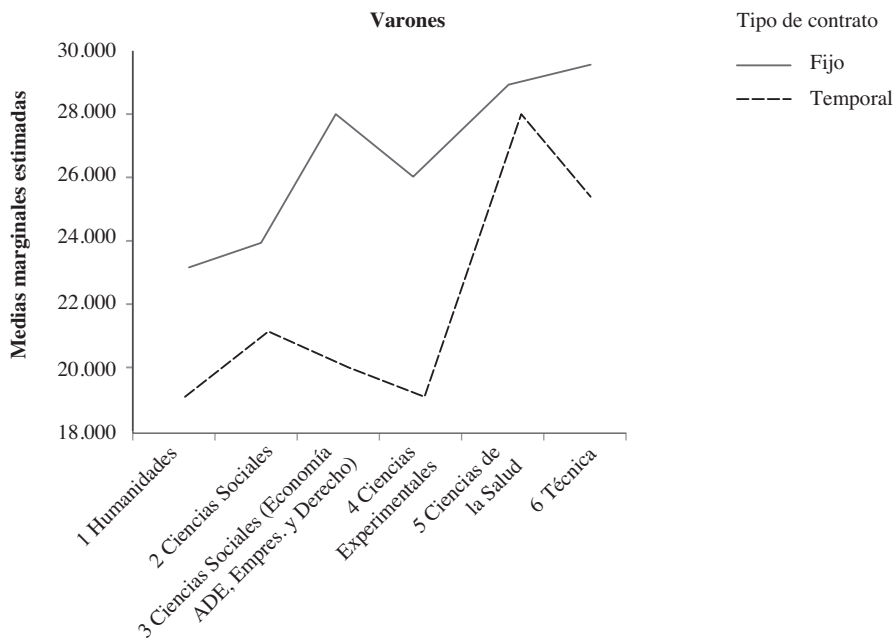 Varones
Tipo de contrato
Fijo
Temporal
Medias marginales estimadas
30.000
28.000
26.000
24.000
22.000
20.000
18.000
1 Humanidades
2 Ciencias Sociales
3 Ciencias Sociales (Economía
ADE, Empres. y Derecho)
4 Ciencias
Experimentales
5 Ciencias de
la Salud
6 Técnica